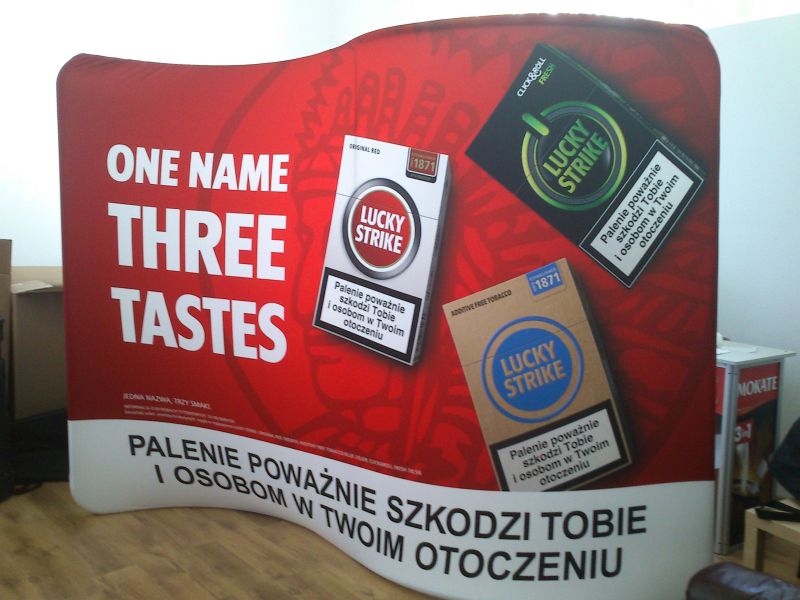 ONE NAME
THREE
TASTES
JEDNA NAZWA, TRZY SMAKI.
ORIGINAL RED
1871
LUCKY
STRIKE
Palenie poważnie
szkodzi Tobie
i osobom w Twoim
otoczeniu
CLICK&ROLL
FRESH
LUCKY
STRIKE
Palenie poważnie
szkodzi Tobie
i osobom w Twoim
otoczeniu
ADDITIVE FREE TOBACCO
1871
LUCKY
STRIKE
Palenie poważnie
szkodzi Tobie
i osobom w Twoim
otoczeniu
PALENIE POWAŻNIE SZKODZI TOBIE
I OSOBOM W TWOIM OTOCZENIU
MOKATE
3in1